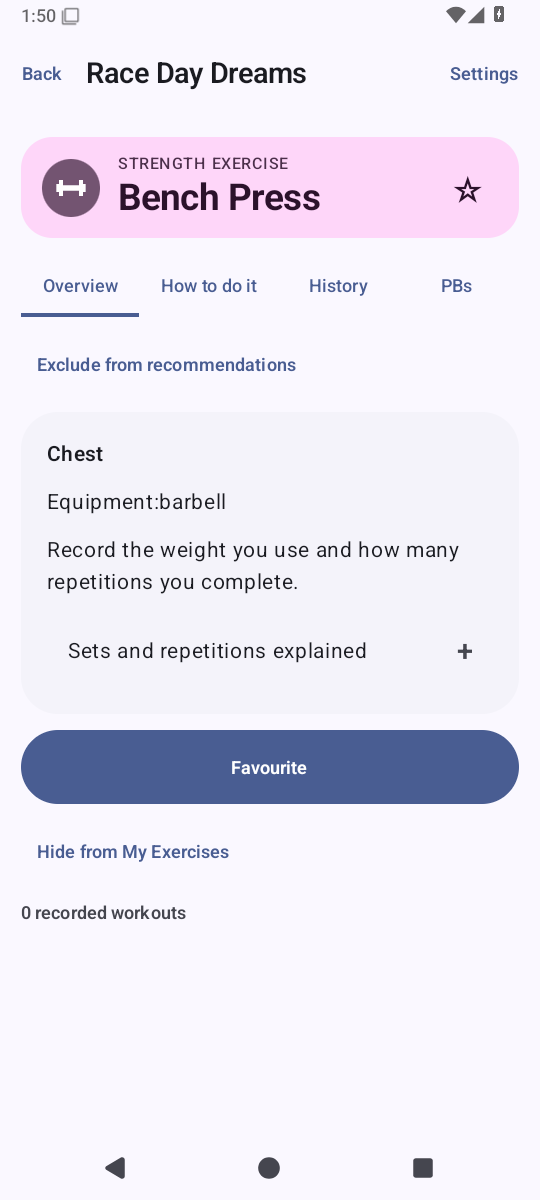 1:50
Back
Race Day Dreams
Settings
STRENGTH EXERCISE
Bench Press
Overview
How to do it
History
PBs
Exclude from recommendations
Chest
Equipment:barbell
Record the weight you use and how many
repetitions you complete.
Sets and repetitions explained
+
Favourite
Hide from My Exercises
0 recorded workouts